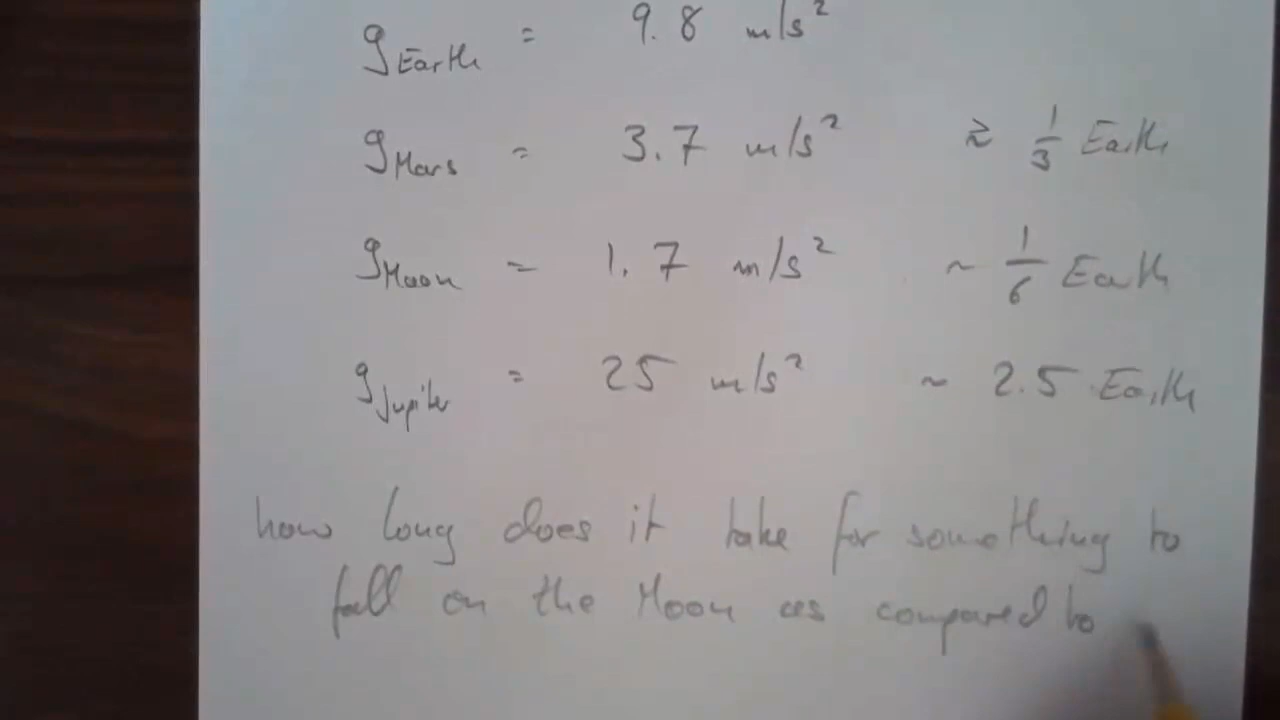 g Earth = 9.8 m/s²
g Mars = 3.7 m/s² ≈ 1/3 Earth
g Moon = 1.7 m/s² ~ 1/6 Earth
g Jupiter = 25 m/s² ~ 2.5 Earth
how long does it take for something to
fall on the Moon as compared to